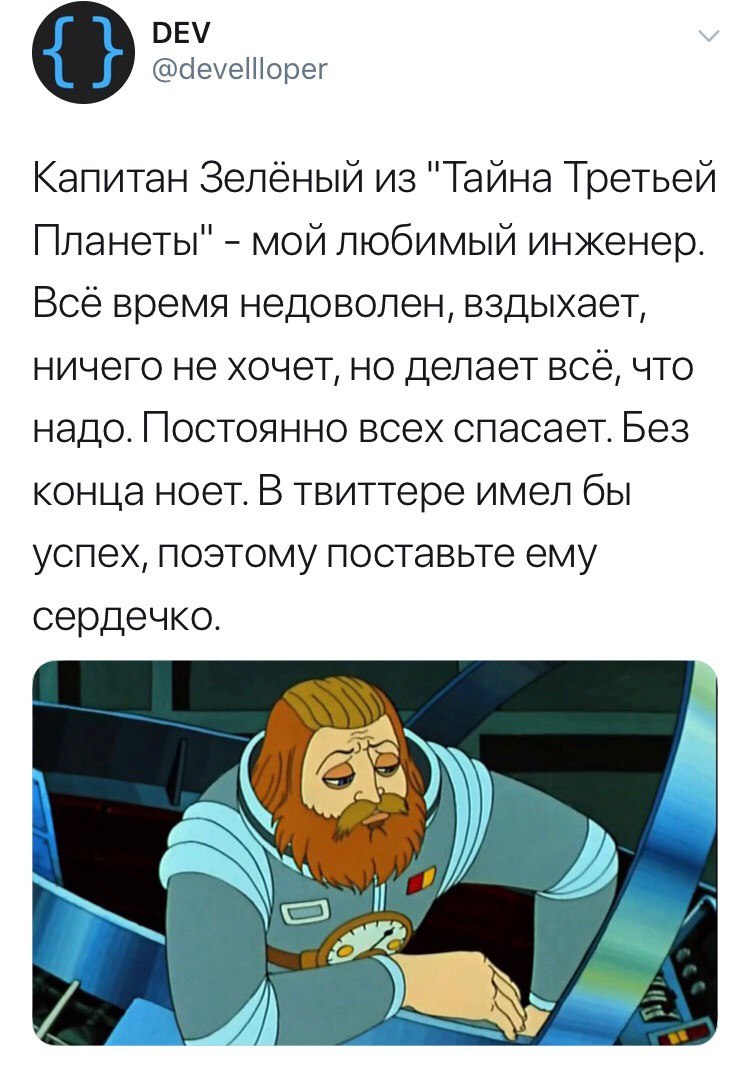 { }
DEV
@devellloper
Капитан Зелёный из "Тайна Третьей
Планеты" - мой любимый инженер.
Всё время недоволен, вздыхает,
ничего не хочет, но делает всё, что
надо. Постоянно всех спасает. Без
конца ноет. В твиттере имел бы
успех, поэтому поставьте ему
сердечко.